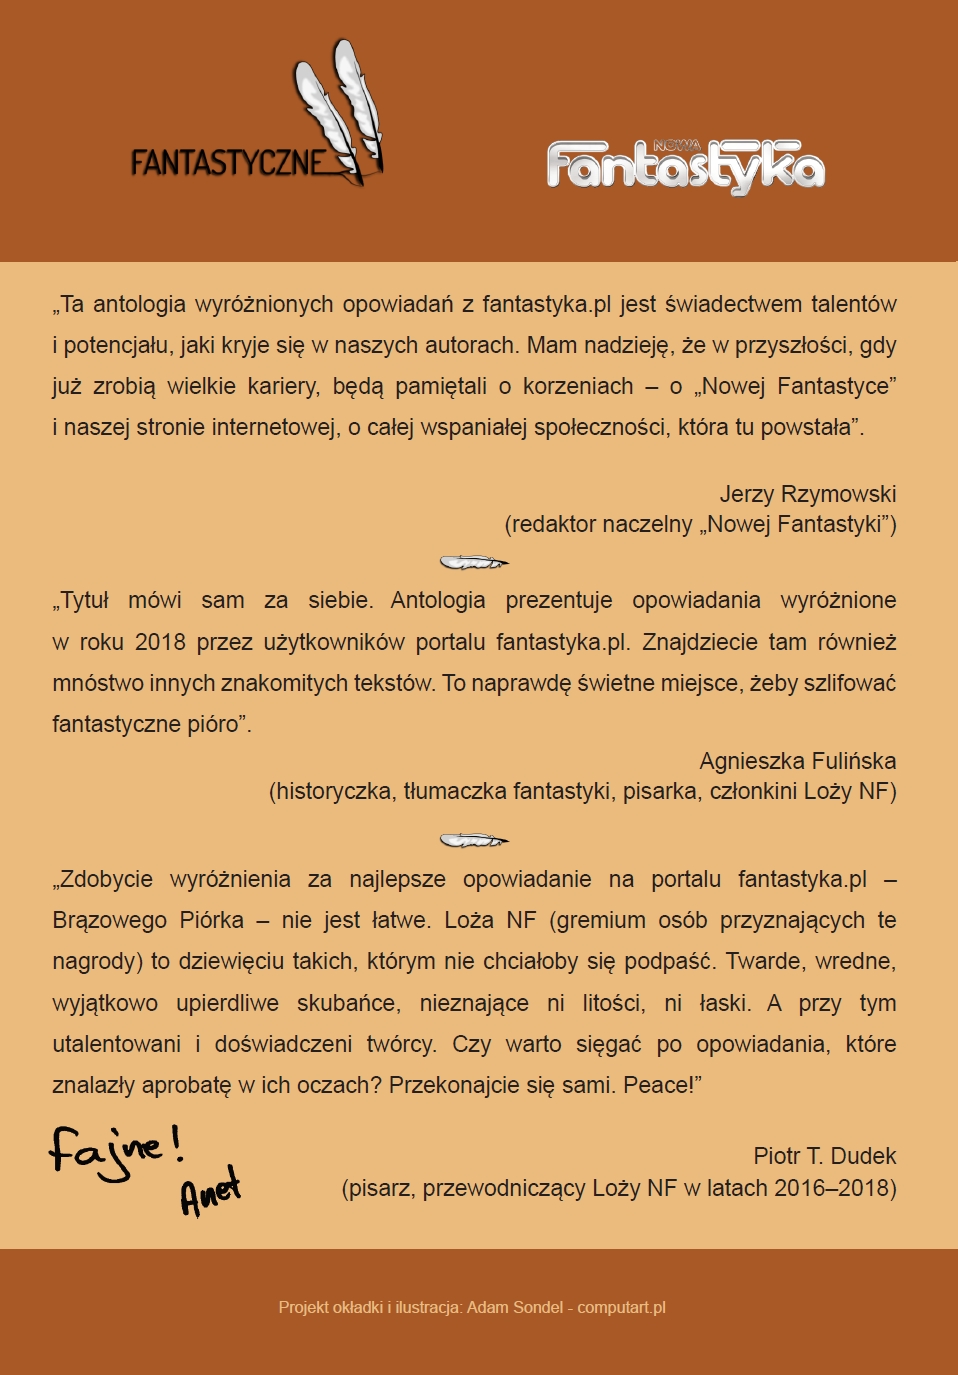 FANTASTYCZNE
NOWA
Fantastyka
„Ta antologia wyróżnionych opowiadań z fantastyka.pl jest świadectwem talentów
i potencjału, jaki kryje się w naszych autorach. Mam nadzieję, że w przyszłości, gdy
już zrobią wielkie kariery, będą pamiętali o korzeniach – o „Nowej Fantastyce”
i naszej stronie internetowej, o całej wspaniałej społeczności, która tu powstała”.
Jerzy Rzymowski
(redaktor naczelny „Nowej Fantastyki”)
„Tytuł mówi sam za siebie. Antologia prezentuje opowiadania wyróżnione
w roku 2018 przez użytkowników portalu fantastyka.pl. Znajdziecie tam również
mnóstwo innych znakomitych tekstów. To naprawdę świetne miejsce, żeby szlifować
fantastyczne pióro”.
Agnieszka Fulińska
(historyczka, tłumaczka fantastyki, pisarka, członkini Loży NF)
„Zdobycie wyróżnienia za najlepsze opowiadanie na portalu fantastyka.pl –
Brązowego Piórka – nie jest łatwe. Loża NF (gremium osób przyznających te
nagrody) to dziewięciu takich, którym nie chciałoby się podpaść. Twarde, wredne,
wyjątkowo upierdliwe skubańce, nieznające ni litości, ni łaski. A przy tym
utalentowani i doświadczeni twórcy. Czy warto sięgać po opowiadania, które
znalazły aprobatę w ich oczach? Przekonajcie się sami. Peace!”
Fajne!
Anet
Piotr T. Dudek
(pisarz, przewodniczący Loży NF w latach 2016–2018)
Projekt okładki i ilustracja: Adam Sondel - computart.pl